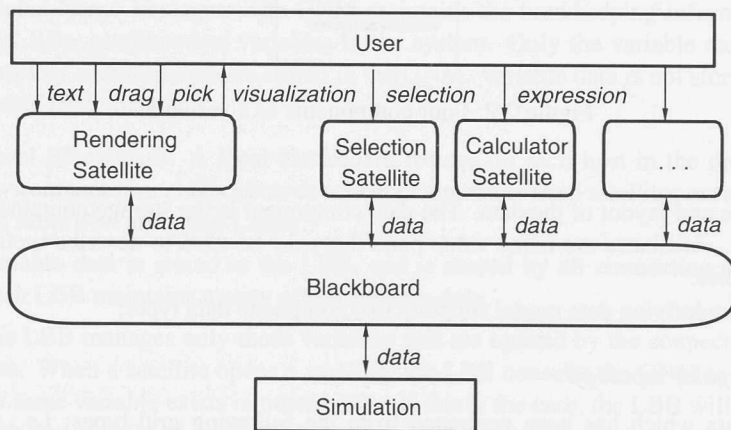 User
text drag pick visualization selection expression
Rendering Satellite
Selection Satellite
Calculator Satellite
. . .
data data data data
Blackboard
data
Simulation